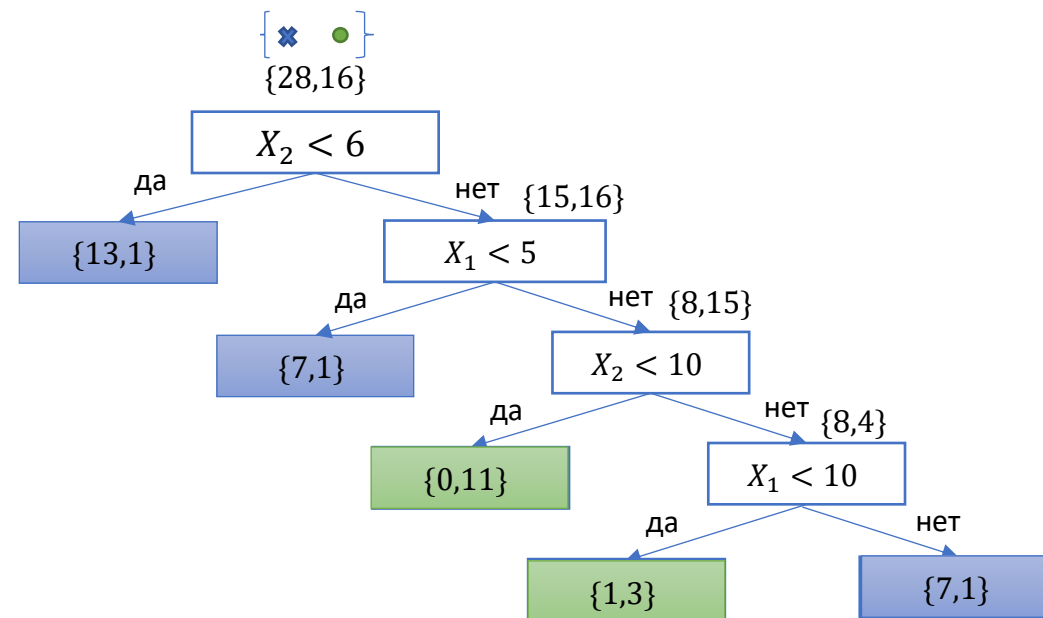 {28,16}
X₂ < 6
да
нет
{15,16}
{13,1}
X₁ < 5
да
нет
{8,15}
{7,1}
X₂ < 10
да
нет
{8,4}
{0,11}
X₁ < 10
да
нет
{1,3}
{7,1}